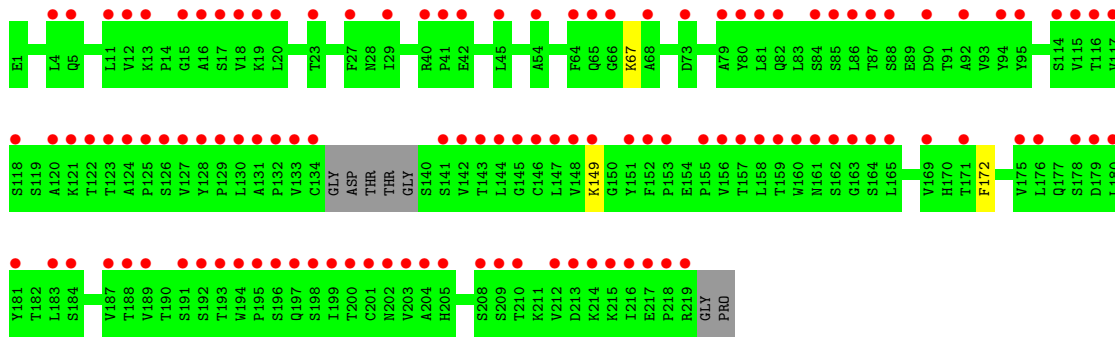 E1 L4 Q5 L11 V12 K13 P14 G15 A16 S17 V18 K19 L20 T23 F27 N28 I29 R40 P41 E42 L45 A54 F64 Q65 G66 K67 A68 D73 A79 Y80 L81 Q82 L83 S84 S85 L86 T87 S88 E89 D90 T91 A92 V93 Y94 Y95 S114 V115 T116 V117
S118 S119 A120 K121 T122 T123 A124 P125 S126 V127 Y128 P129 L130 A131 P132 V133 C134 GLY ASP THR THR GLY S140 S141 V142 T143 L144 G145 C146 L147 V148 K149 G150 Y151 F152 P153 E154 P155 V156 T157 L158 T159 W160 N161 S162 G163 S164 L165 V169 H170 T171 F172 V175 L176 Q177 S178 D179 L180
Y181 T182 L183 S184 V187 T188 V189 T190 S191 S192 T193 W194 P195 S196 Q197 S198 I199 T200 C201 N202 V203 A204 H205 S208 S209 T210 K211 V212 D213 K214 K215 I216 E217 P218 R219 GLY PRO